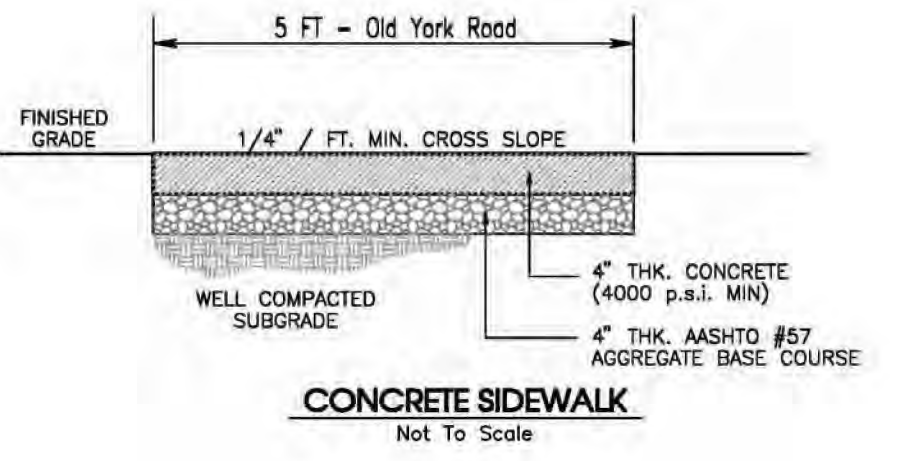 5 FT - Old York Road
FINISHED
GRADE
1/4" / FT. MIN. CROSS SLOPE
WELL COMPACTED
SUBGRADE
4" THK. CONCRETE
(4000 p.s.i. MIN)
4" THK. AASHTO #57
AGGREGATE BASE COURSE
CONCRETE SIDEWALK
Not To Scale